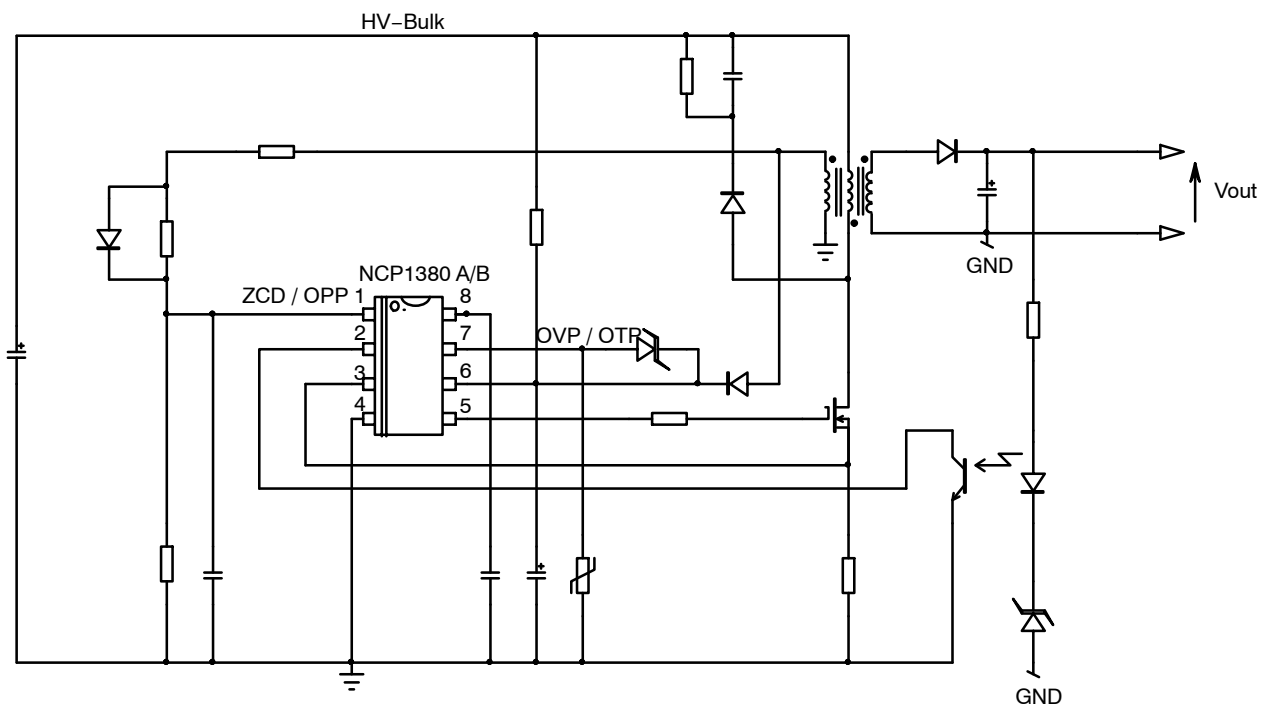 HV–Bulk
Vout
GND
NCP1380 A/B
ZCD / OPP 1
8
2
7
OVP / OTP
3
6
4
5
GND